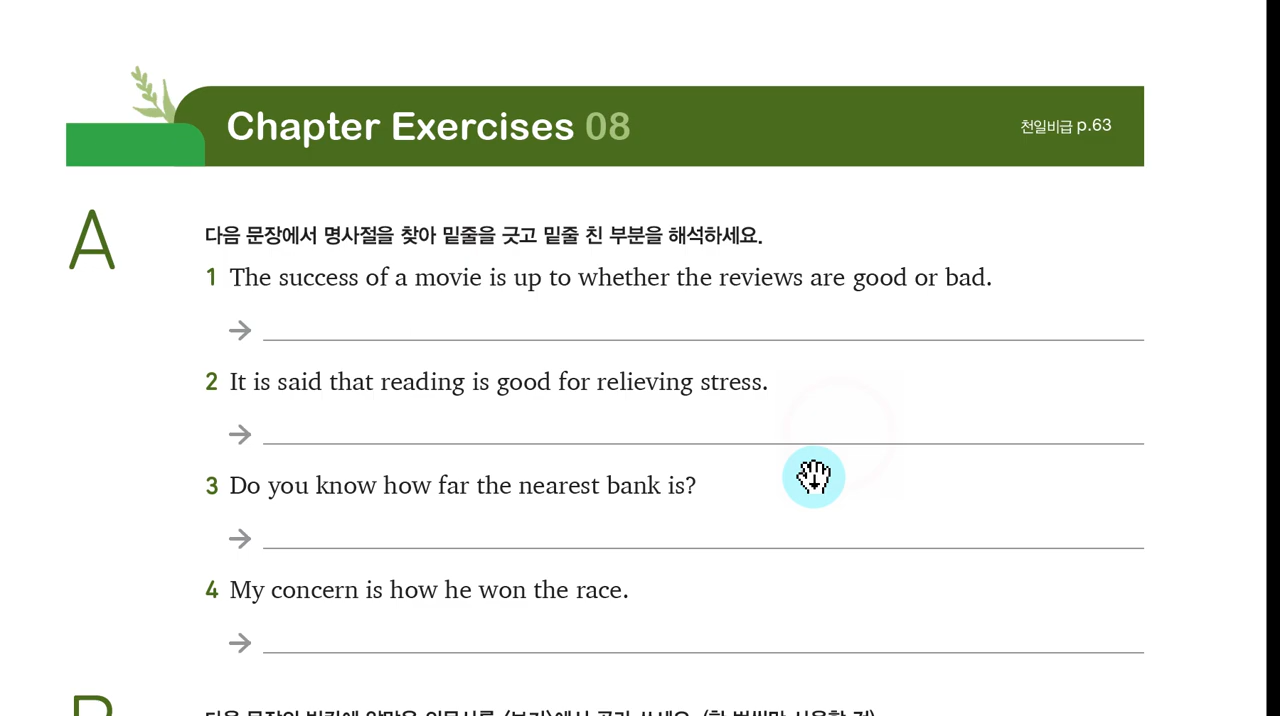 Chapter Exercises 08
천일비급 p.63
A
다음 문장에서 명사절을 찾아 밑줄을 긋고 밑줄 친 부분을 해석하세요.
1 The success of a movie is up to whether the reviews are good or bad.
→
2 It is said that reading is good for relieving stress.
→
3 Do you know how far the nearest bank is?
→
4 My concern is how he won the race.
→